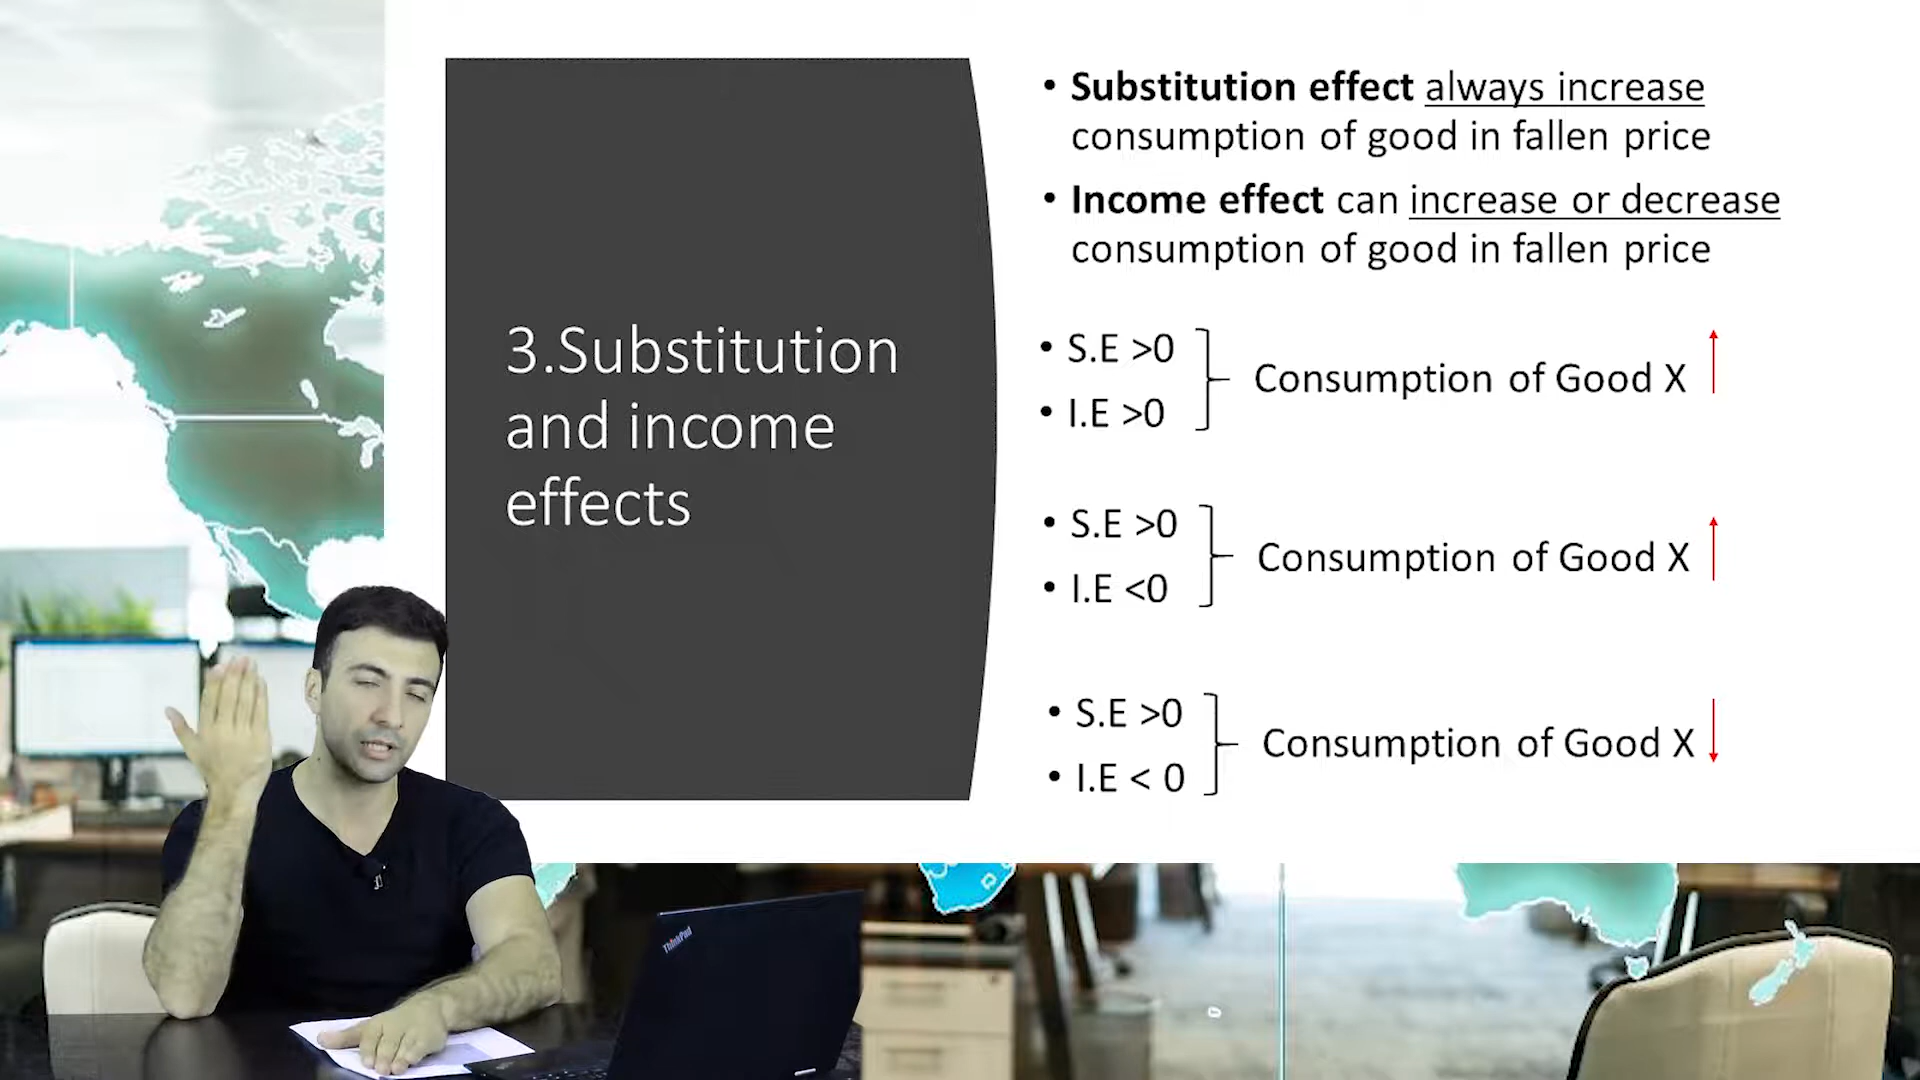 3.Substitution
and income
effects
• Substitution effect always increase
consumption of good in fallen price
• Income effect can increase or decrease
consumption of good in fallen price
• S.E >0
• I.E >0
Consumption of Good X
• S.E >0
• I.E <0
Consumption of Good X
• S.E >0
• I.E < 0
Consumption of Good X
ThinkPad